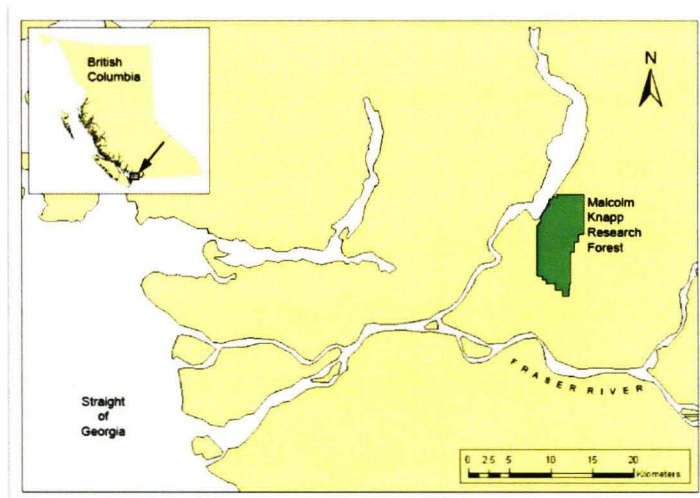 British
Columbia
N
Malcolm
Knapp
Research
Forest
FRASER RIVER
Straight
of
Georgia
0 2.5 5 10 15 20
Kilometers